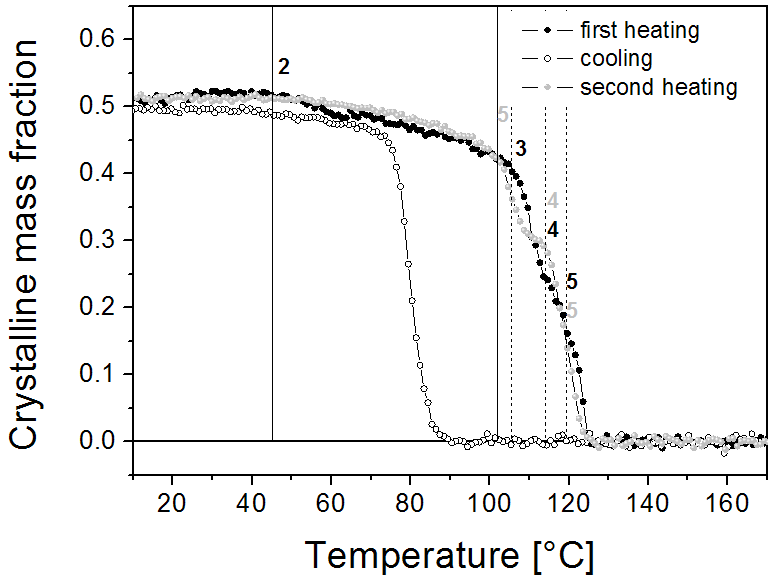 0.6
0.5
0.4
0.3
0.2
0.1
0.0
Crystalline mass fraction
first heating
cooling
second heating
2
5
3
4
4
5
5
20 40 60 80 100 120 140 160
Temperature [°C]